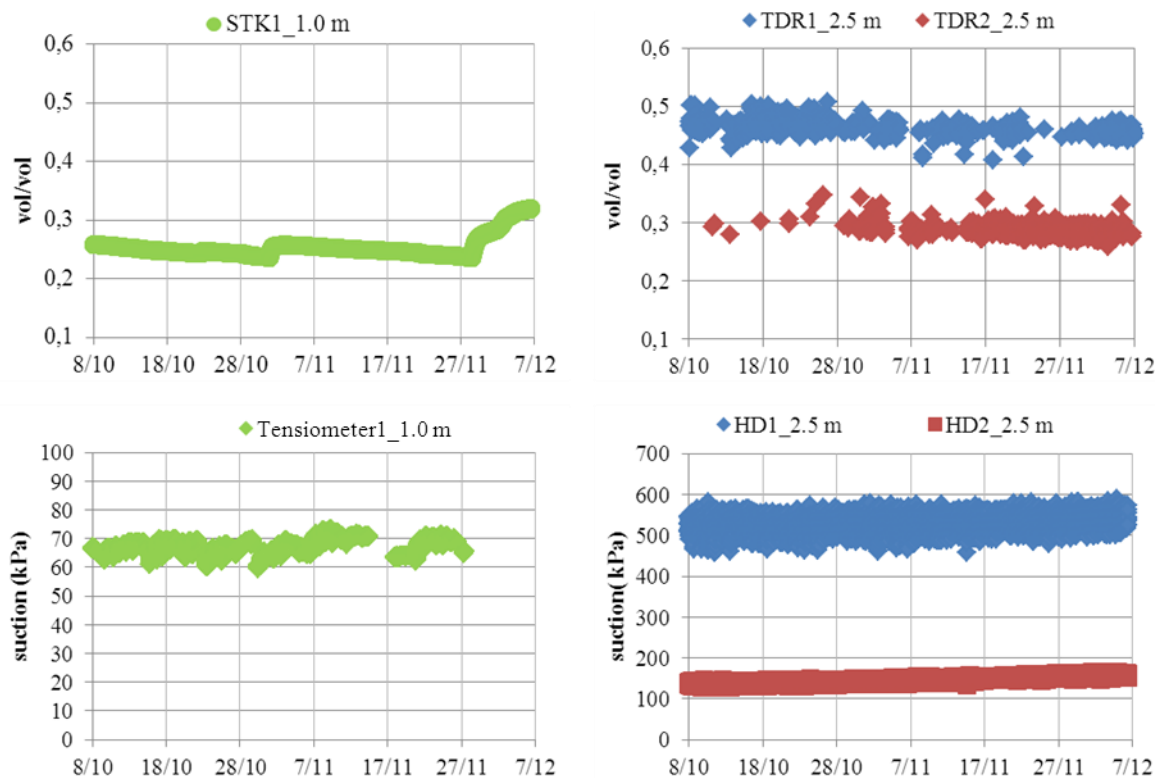 STK1_1.0 m
0,6
0,5
0,4
0,3
0,2
0,1
vol/vol
8/10 18/10 28/10 7/11 17/11 27/11 7/12
TDR1_2.5 m TDR2_2.5 m
0,6
0,5
0,4
0,3
0,2
0,1
vol/vol
8/10 18/10 28/10 7/11 17/11 27/11 7/12
Tensiometer1_1.0 m
100
90
80
70
60
50
40
30
20
10
0
suction (kPa)
8/10 18/10 28/10 7/11 17/11 27/11 7/12
HD1_2.5 m HD2_2.5 m
700
600
500
400
300
200
100
0
suction( kPa)
8/10 18/10 28/10 7/11 17/11 27/11 7/12